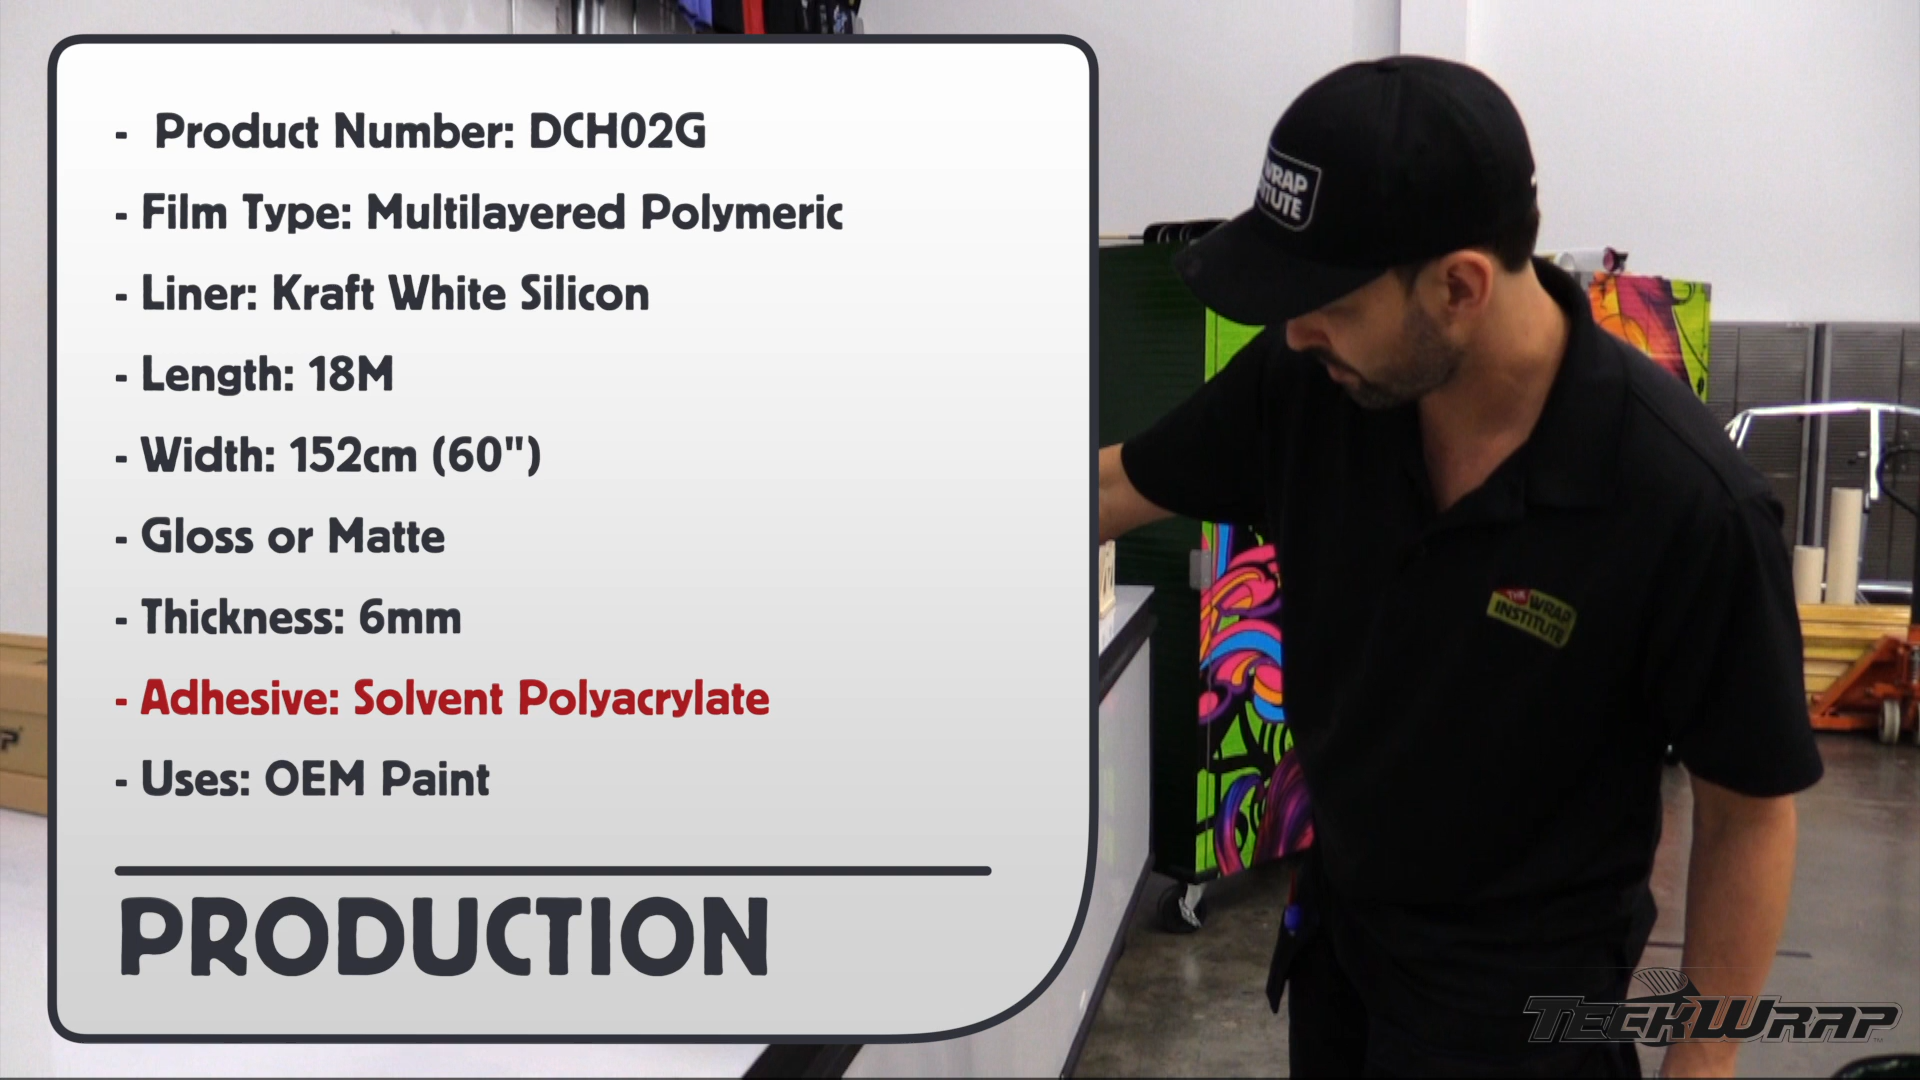 - Product Number: DCH02G
- Film Type: Multilayered Polymeric
- Liner: Kraft White Silicon
- Length: 18M
- Width: 152cm (60")
- Gloss or Matte
- Thickness: 6mm
- Adhesive: Solvent Polyacrylate
- Uses: OEM Paint
PRODUCTION
WRAP
THE WRAP
INSTITUTE
TECKWRAP